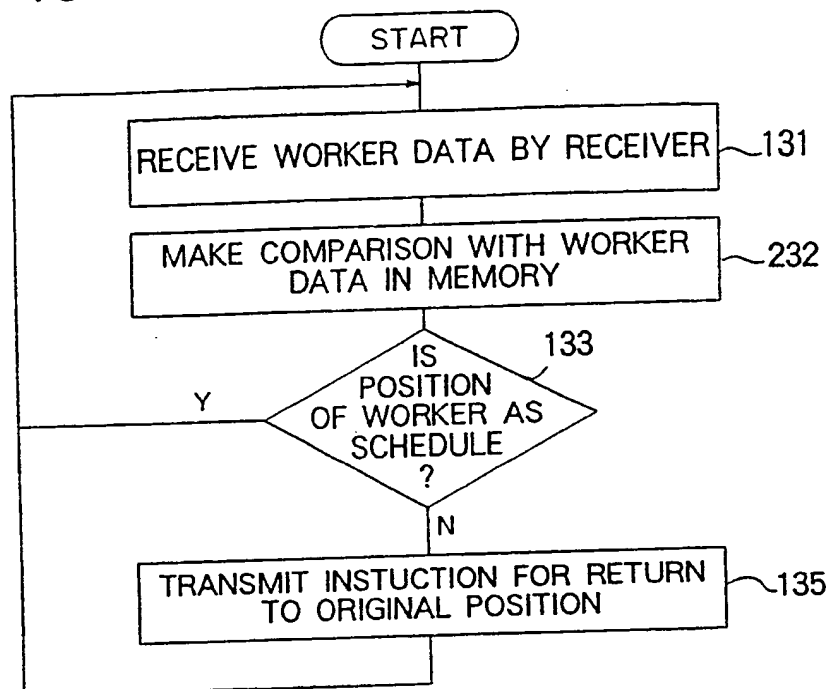 START
RECEIVE WORKER DATA BY RECEIVER
131
MAKE COMPARISON WITH WORKER
DATA IN MEMORY
232
133
IS
POSITION
OF WORKER AS
SCHEDULE
?
Y
N
TRANSMIT INSTUCTION FOR RETURN
TO ORIGINAL POSITION
135